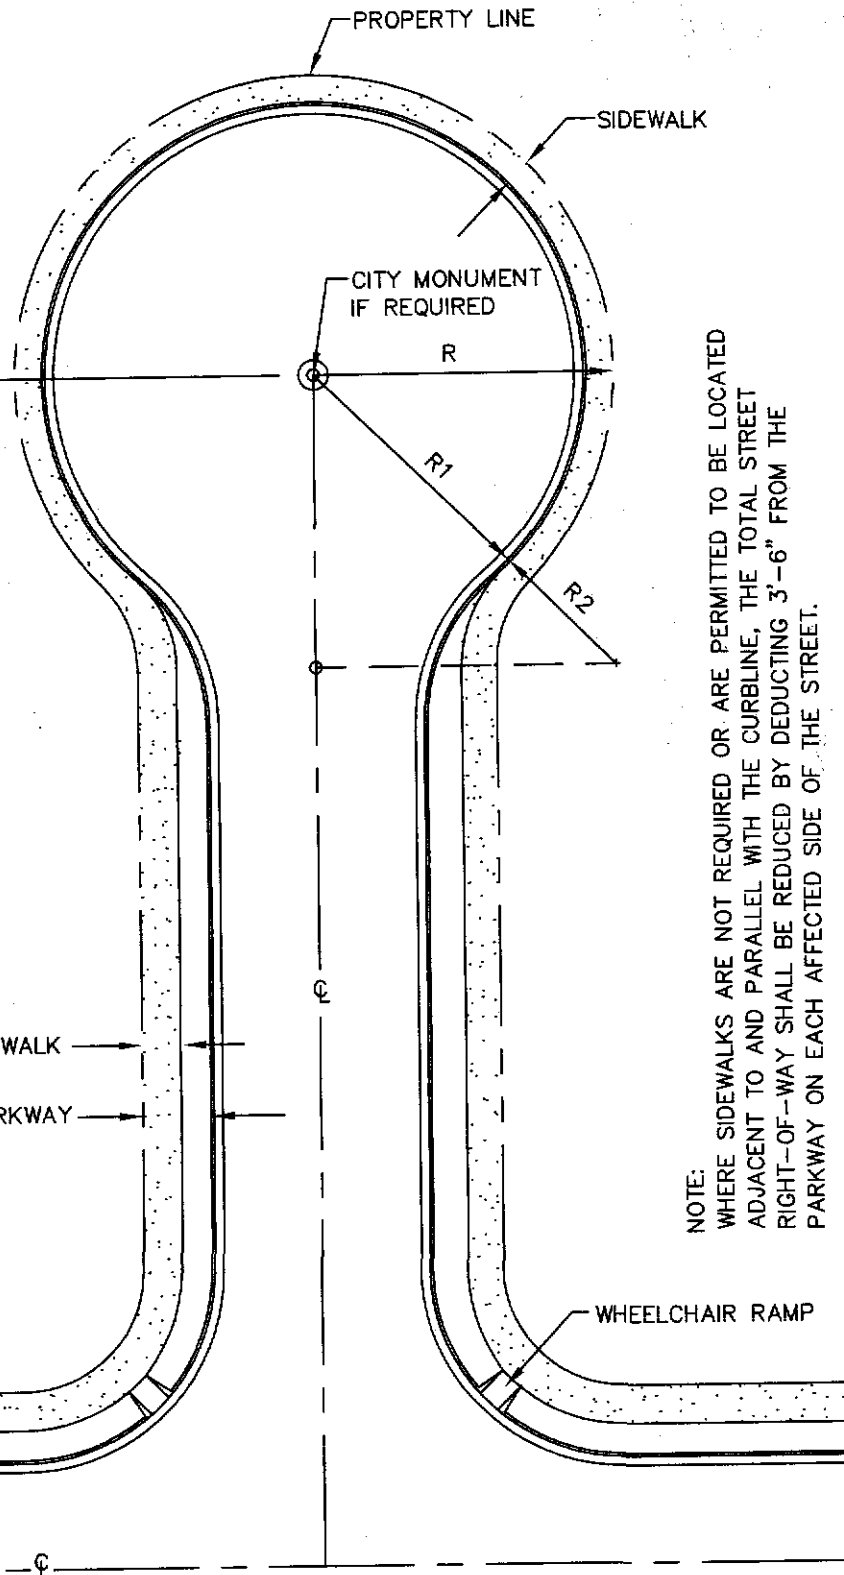 PROPERTY LINE
SIDEWALK
CITY MONUMENT
IF REQUIRED
R
R1
R2
℄
WALK
RKWAY
NOTE:
WHERE SIDEWALKS ARE NOT REQUIRED OR ARE PERMITTED TO BE LOCATED
ADJACENT TO AND PARALLEL WITH THE CURBLINE, THE TOTAL STREET
RIGHT-OF-WAY SHALL BE REDUCED BY DEDUCTING 3'-6" FROM THE
PARKWAY ON EACH AFFECTED SIDE OF THE STREET.
WHEELCHAIR RAMP
℄